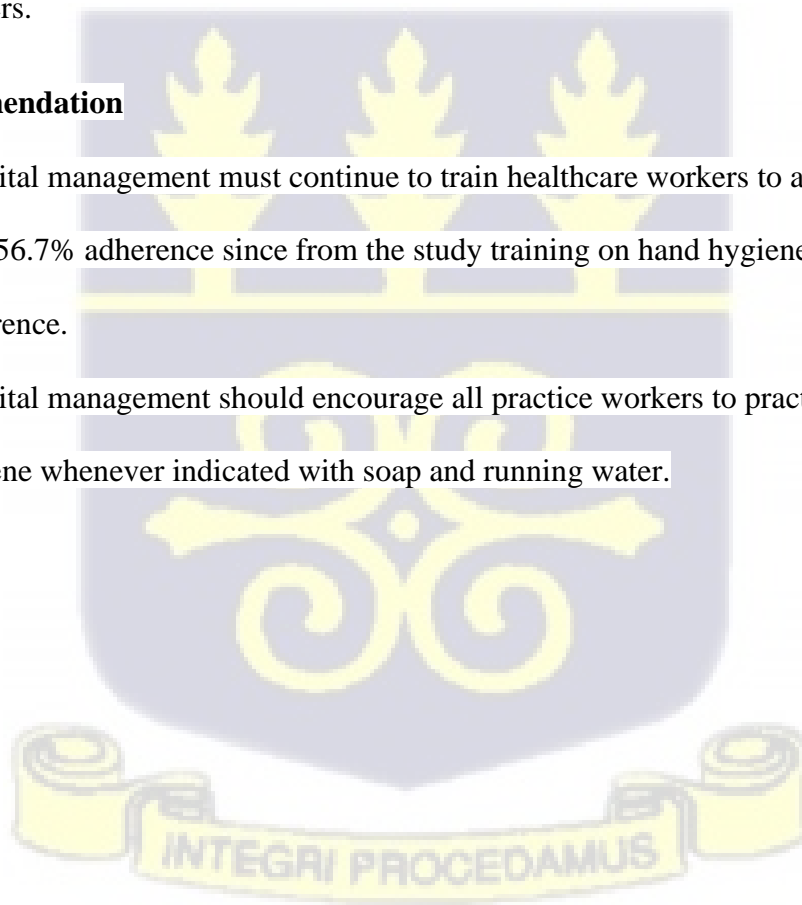 ers.
endation
ital management must continue to train healthcare workers to a
56.7% adherence since from the study training on hand hygiene
rence.
ital management should encourage all practice workers to pract
ene whenever indicated with soap and running water.
INTEGRI PROCEDAMUS